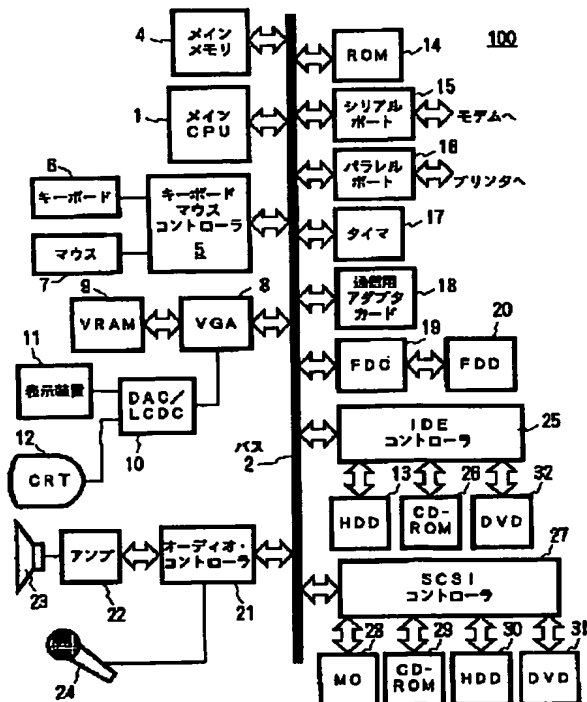 4
メイン
メモリ
1
メイン
CPU
6
キーボード
マウス
7
キーボード
マウス
コントローラ
5
9
VRAM
8
VGA
11
表示装置
DAC/
LCDC
10
12
CRT
バス
2
23
アンプ
22
オーディオ・
コントローラ
21
24
100
ROM
14
15
シリアル
ポート
モデムへ
16
パラレル
ポート
プリンタへ
17
タイマ
通信用
アダプタ
カード
18
19
FDC
20
FDD
IDE
コントローラ
25
13
HDD
26
CD-
ROM
32
DVD
27
SCSI
コントローラ
28
MO
29
CD-
ROM
30
HDD
31
DVD